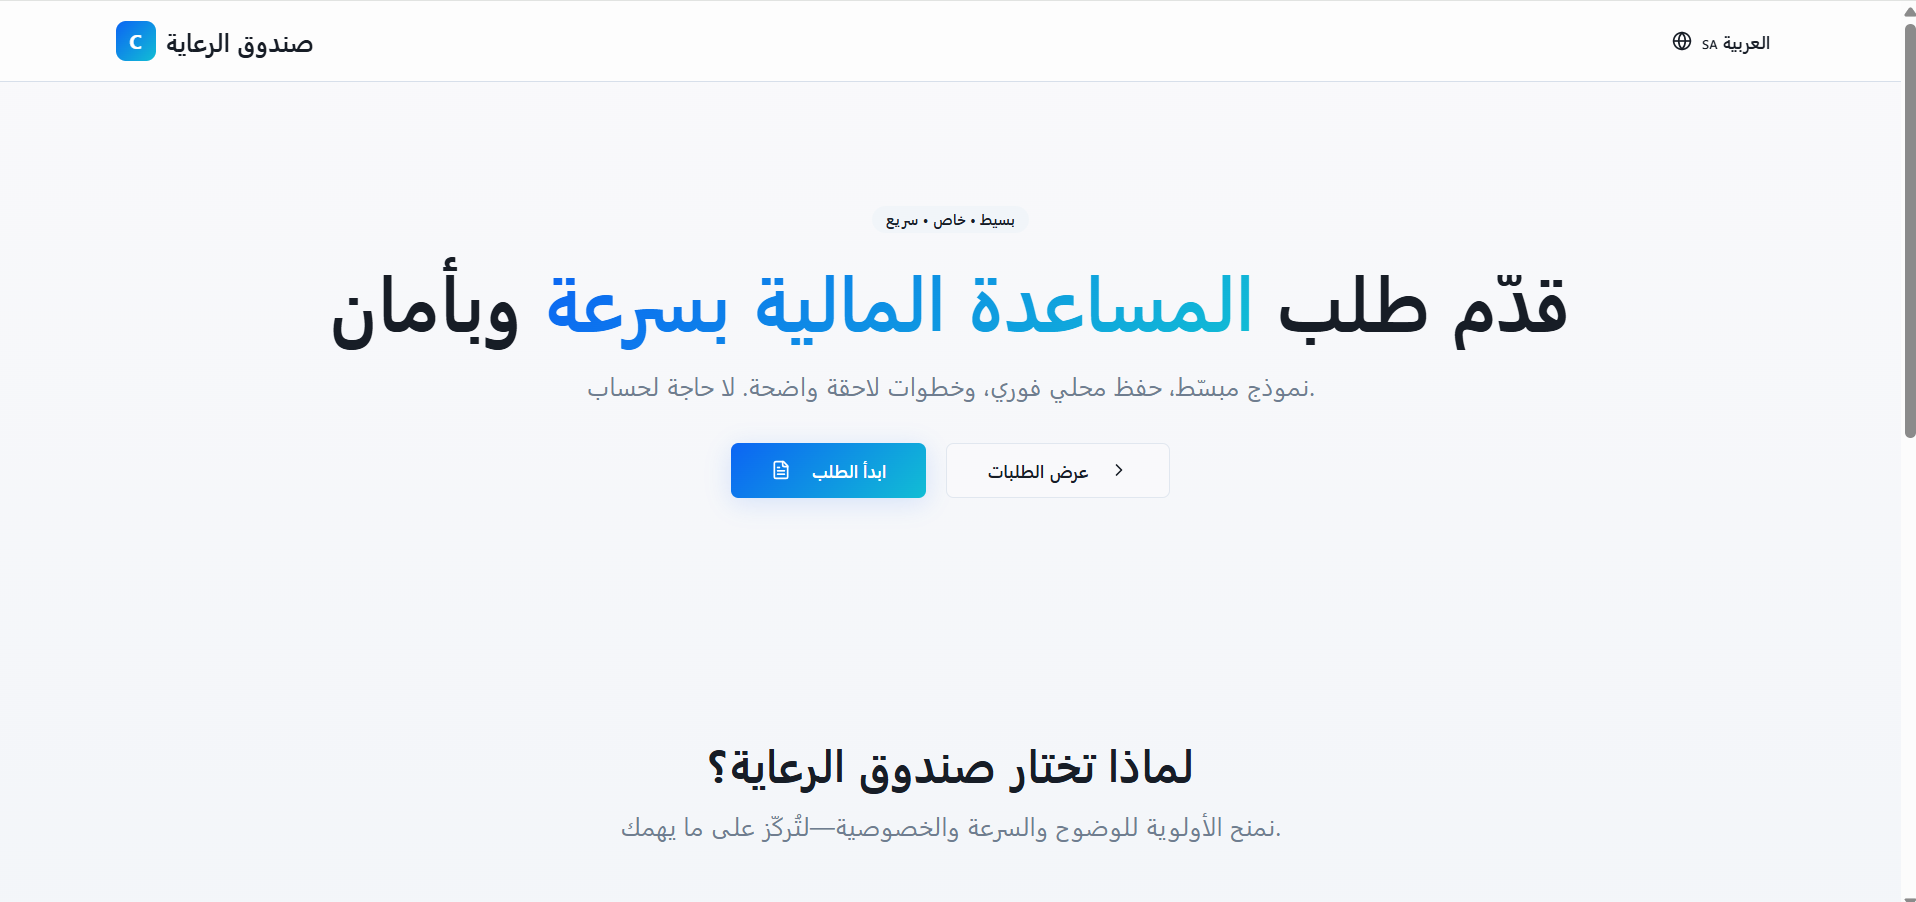 C صندوق الرعاية
العربية SA
بسيط • خاص • سريع
قدّم طلب المساعدة المالية بسرعة وبأمان
نموذج مبسّط، حفظ محلي فوري، وخطوات لاحقة واضحة. لا حاجة لحساب.
ابدأ الطلب
عرض الطلبات
لماذا تختار صندوق الرعاية؟
نمنح الأولوية للوضوح والسرعة والخصوصية—لتُركّز على ما يهمك.